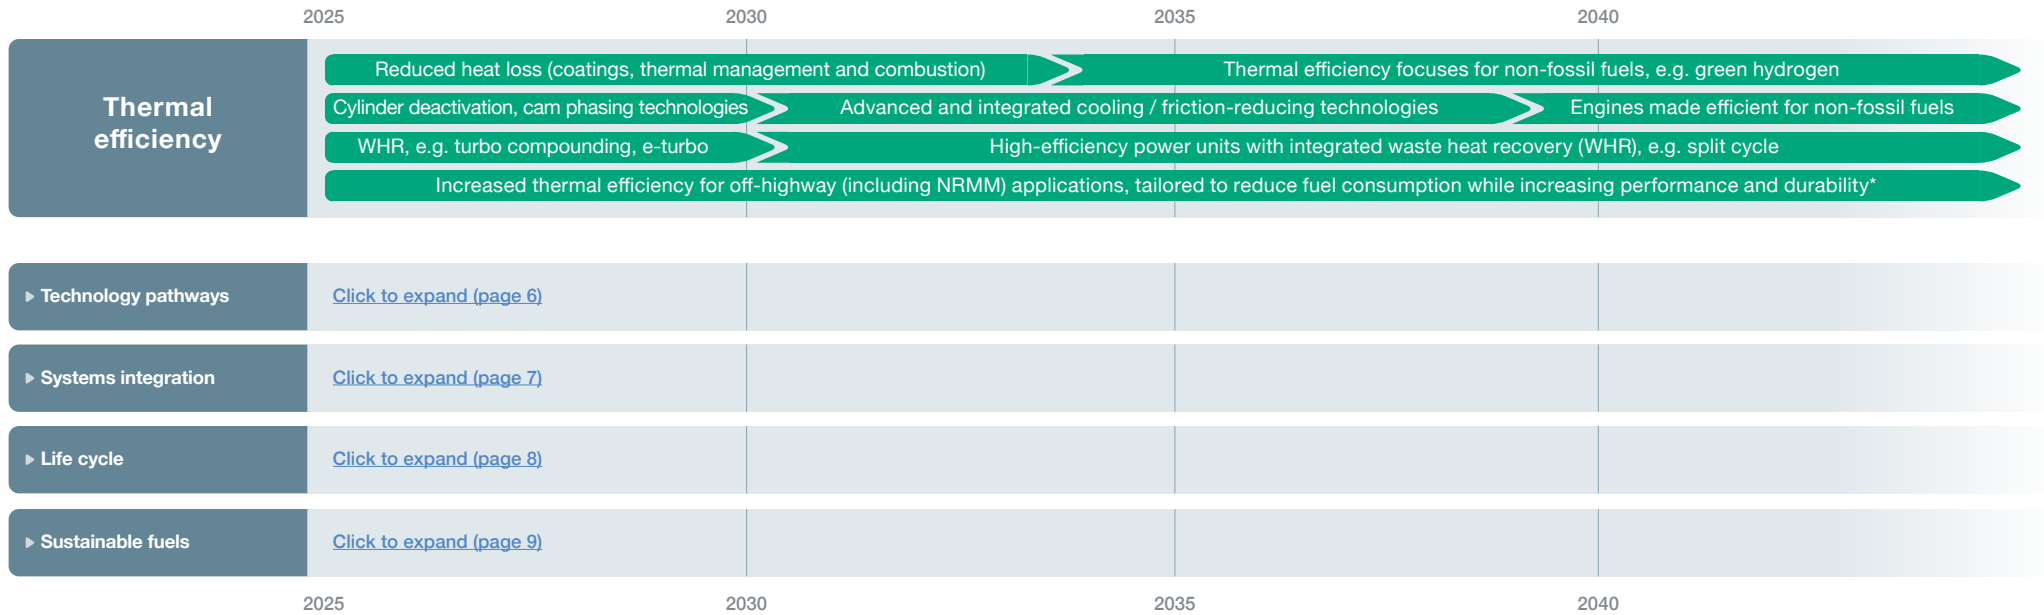 2025 2030 2035 2040
Thermal
efficiency
Reduced heat loss (coatings, thermal management and combustion)
Thermal efficiency focuses for non-fossil fuels, e.g. green hydrogen
Cylinder deactivation, cam phasing technologies
Advanced and integrated cooling / friction-reducing technologies
Engines made efficient for non-fossil fuels
WHR, e.g. turbo compounding, e-turbo
High-efficiency power units with integrated waste heat recovery (WHR), e.g. split cycle
Increased thermal efficiency for off-highway (including NRMM) applications, tailored to reduce fuel consumption while increasing performance and durability*
Technology pathways
Click to expand (page 6)
Systems integration
Click to expand (page 7)
Life cycle
Click to expand (page 8)
Sustainable fuels
Click to expand (page 9)
2025 2030 2035 2040